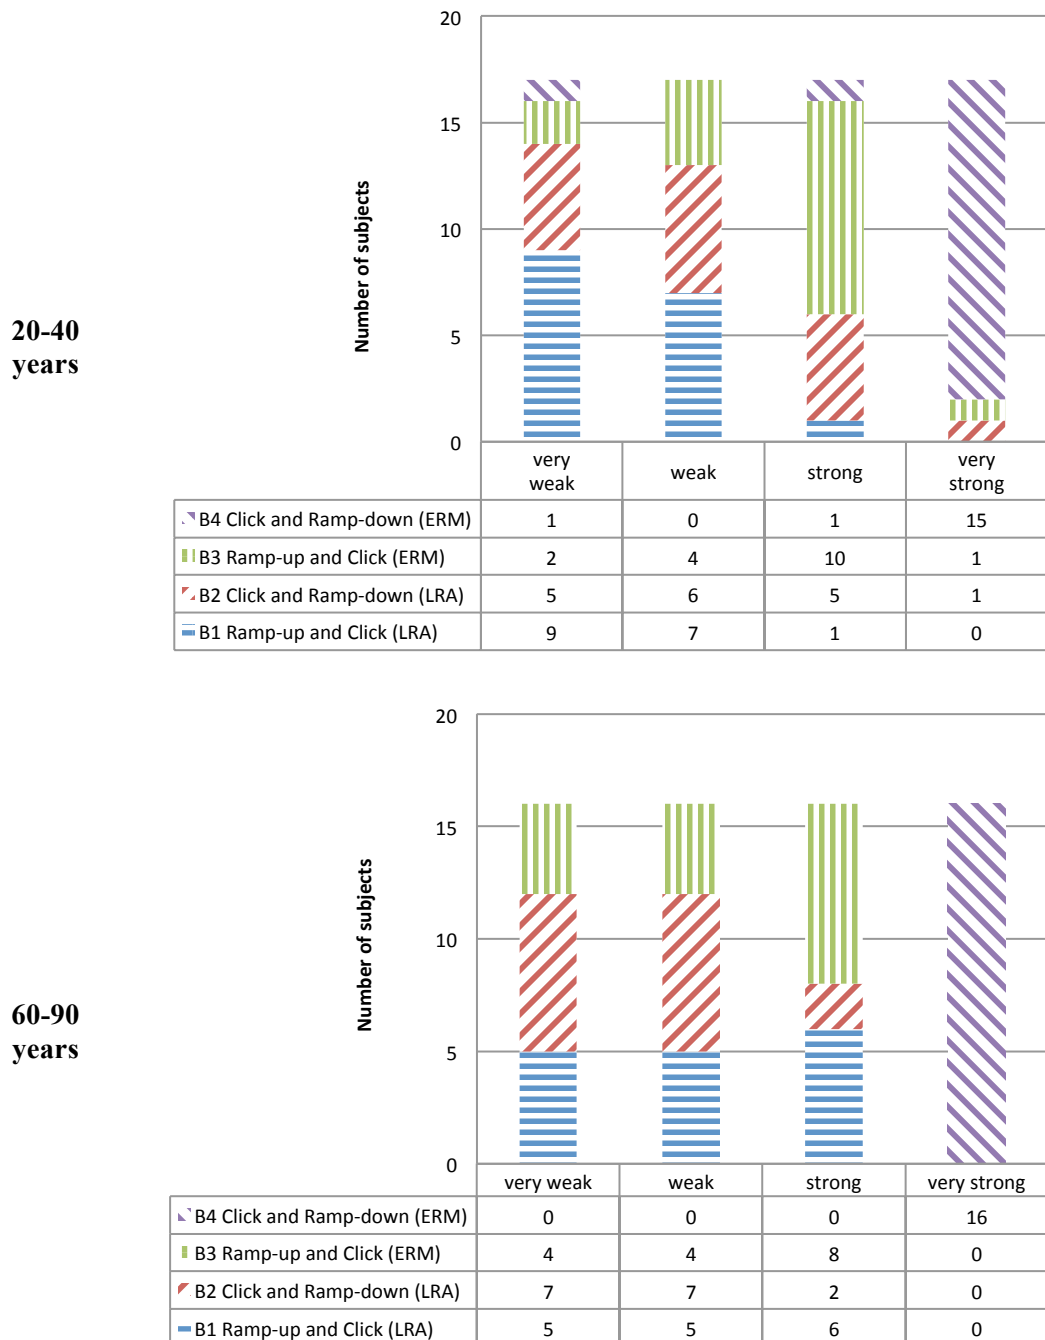 20
15
10
5
0
Number of subjects
20-40
years
very weak strong very
weak strong
B4 Click and Ramp-down (ERM) 1 0 1 15
B3 Ramp-up and Click (ERM) 2 4 10 1
B2 Click and Ramp-down (LRA) 5 6 5 1
B1 Ramp-up and Click (LRA) 9 7 1 0
20
15
10
5
0
Number of subjects
60-90
years
very weak weak strong very strong
B4 Click and Ramp-down (ERM) 0 0 0 16
B3 Ramp-up and Click (ERM) 4 4 8 0
B2 Click and Ramp-down (LRA) 7 7 2 0
B1 Ramp-up and Click (LRA) 5 5 6 0